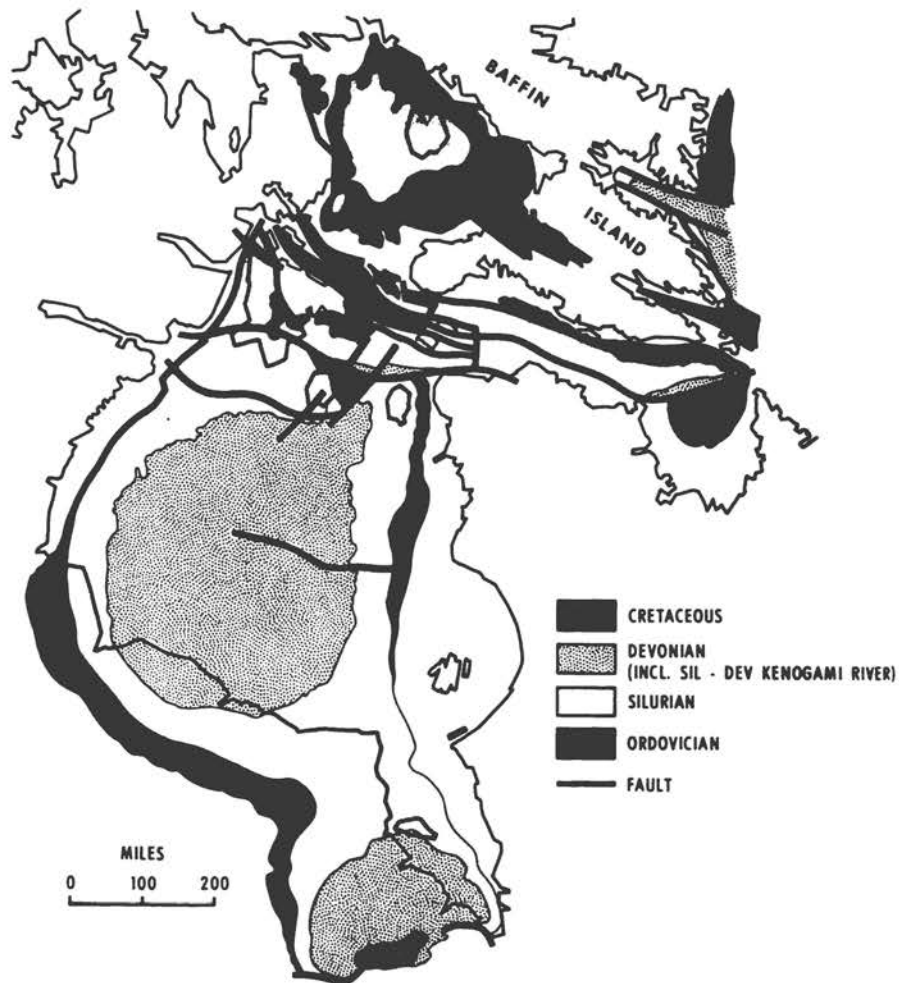 BAFFIN
ISLAND
CRETACEOUS
DEVONIAN
(INCL. SIL - DEV KENOGAMI RIVER)
SILURIAN
ORDOVICIAN
FAULT
MILES
0 100 200